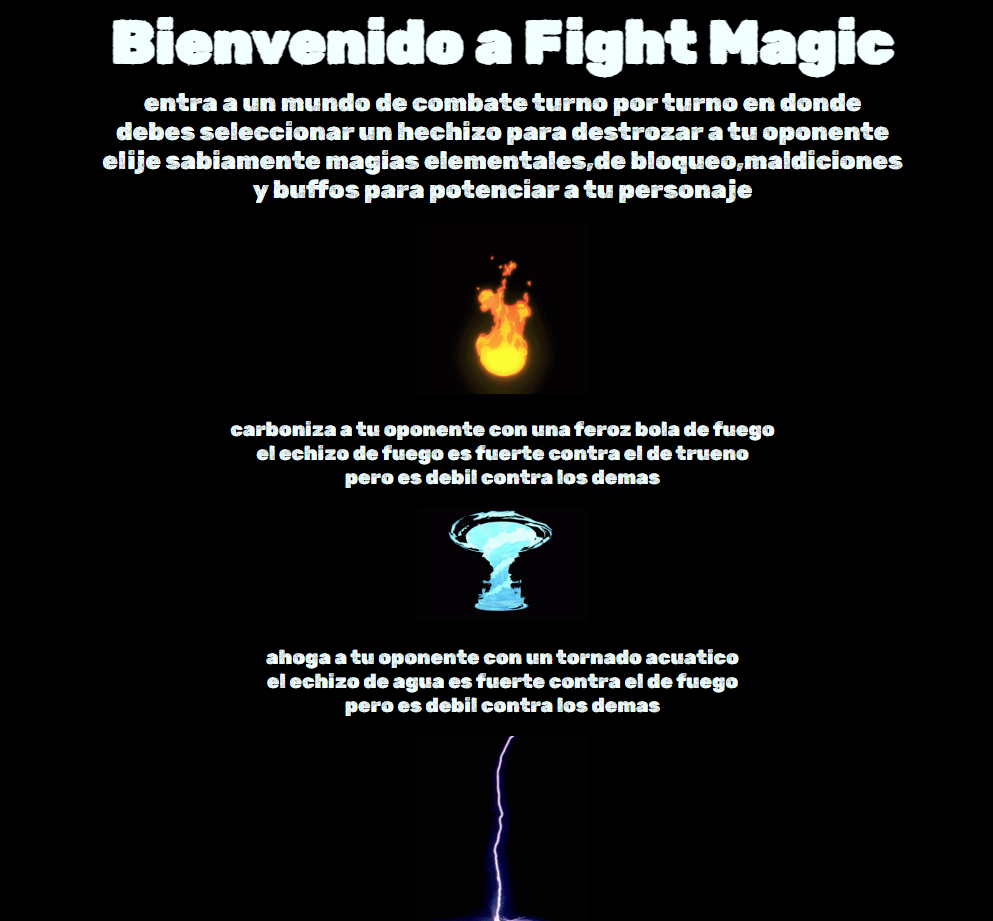 Bienvenido a Fight Magic
entra a un mundo de combate turno por turno en donde
debes seleccionar un hechizo para destrozar a tu oponente
elije sabiamente magias elementales,de bloqueo,maldiciones
y buffos para potenciar a tu personaje
carboniza a tu oponente con una feroz bola de fuego
el echizo de fuego es fuerte contra el de trueno
pero es debil contra los demas
ahoga a tu oponente con un tornado acuatico
el echizo de agua es fuerte contra el de fuego
pero es debil contra los demas